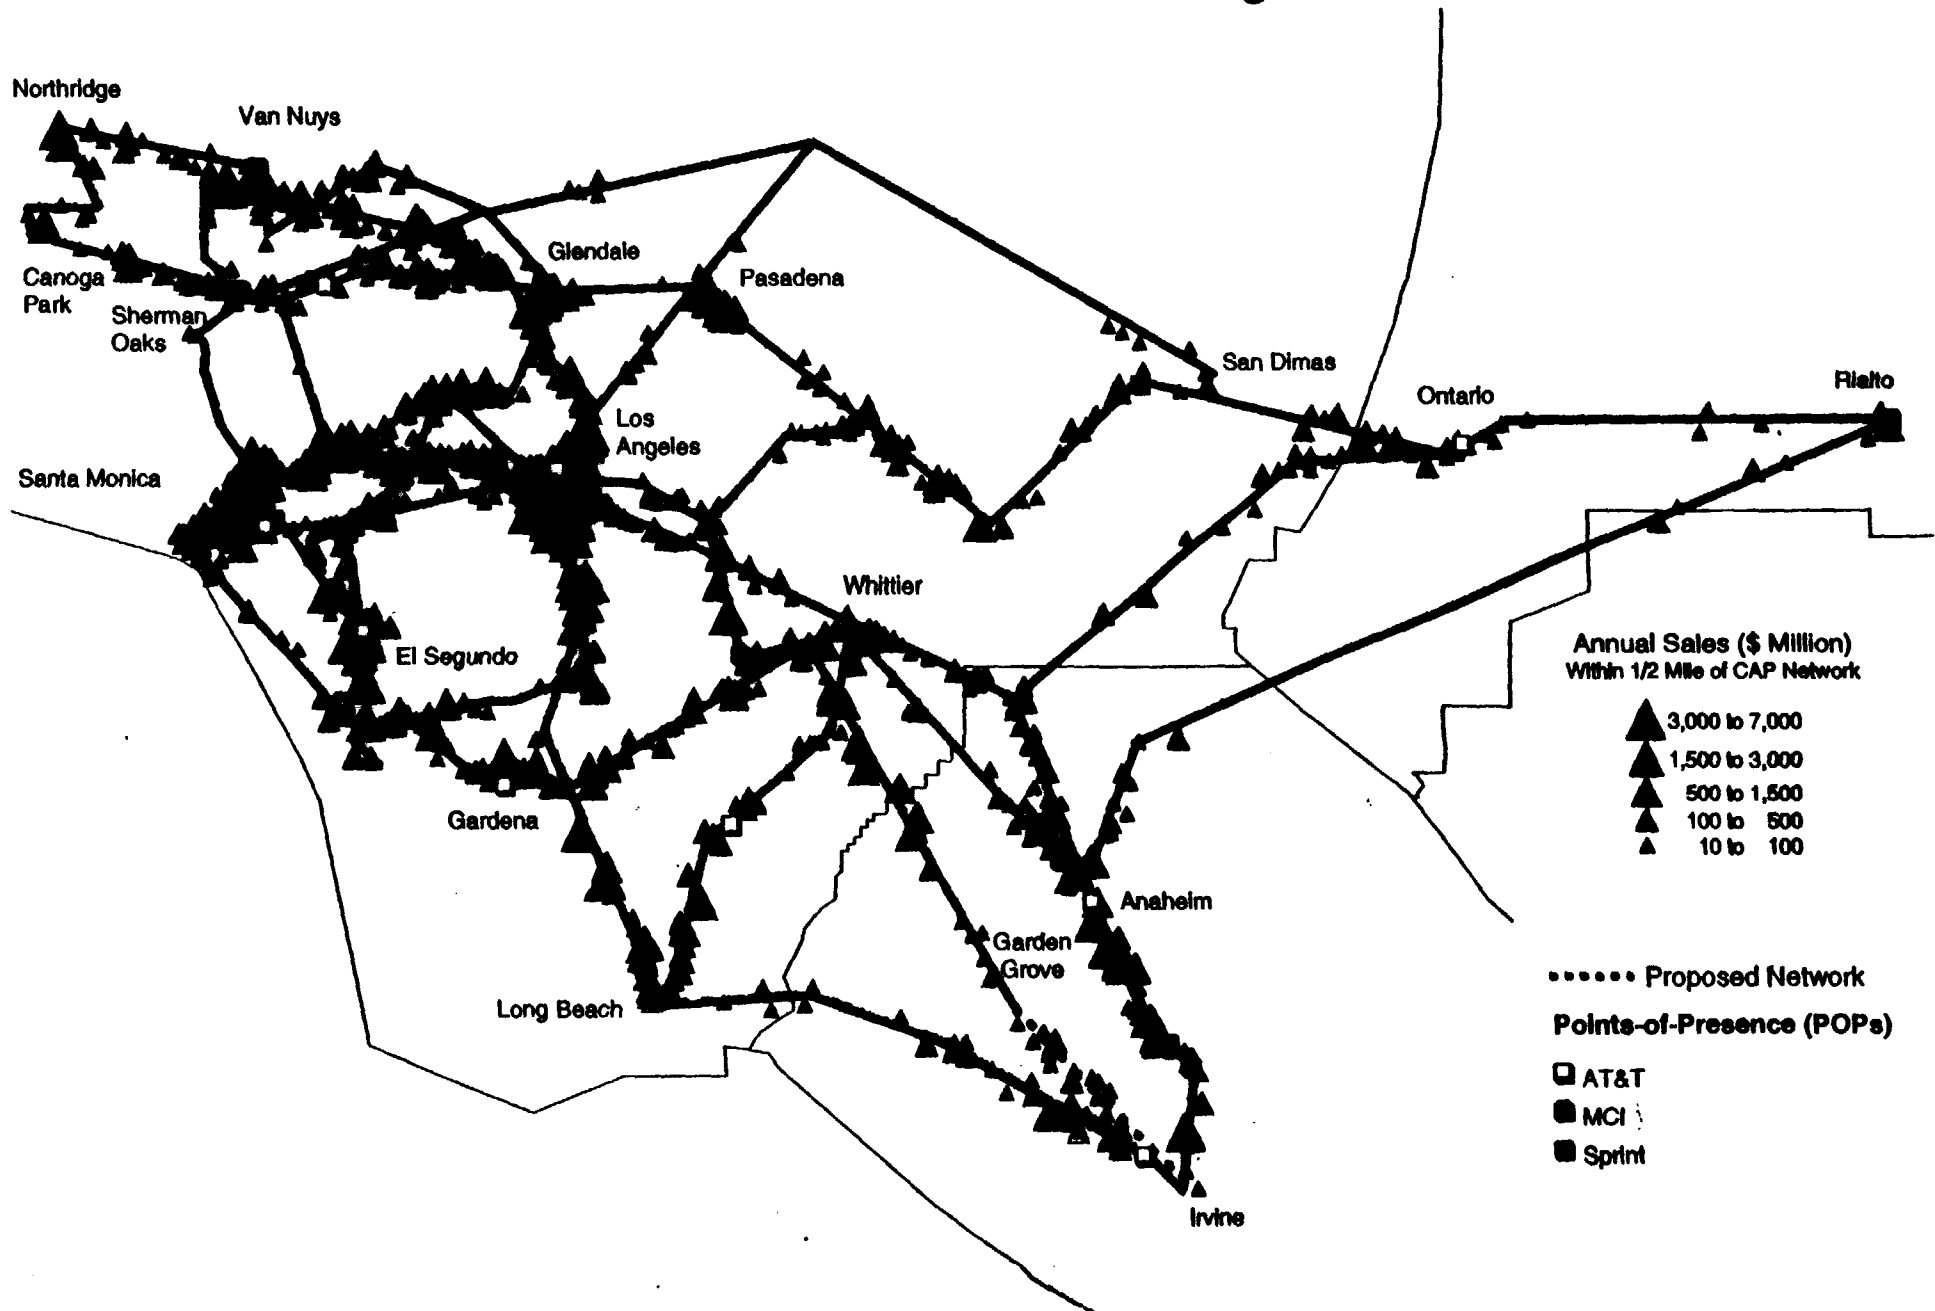 Northridge
Van Nuys
Glendale
Pasadena
Canoga
Park
Sherman
Oaks
San Dimas
Ontario
Rialto
Los
Angeles
Santa Monica
Whittier
El Segundo
Annual Sales ($ Million)
Within 1/2 Mile of CAP Network
3,000 to 7,000
1,500 to 3,000
500 to 1,500
100 to 500
10 to 100
Gardena
Anaheim
Garden
Grove
Long Beach
Proposed Network
Points-of-Presence (POPs)
AT&T
MCI
Sprint
Irvine